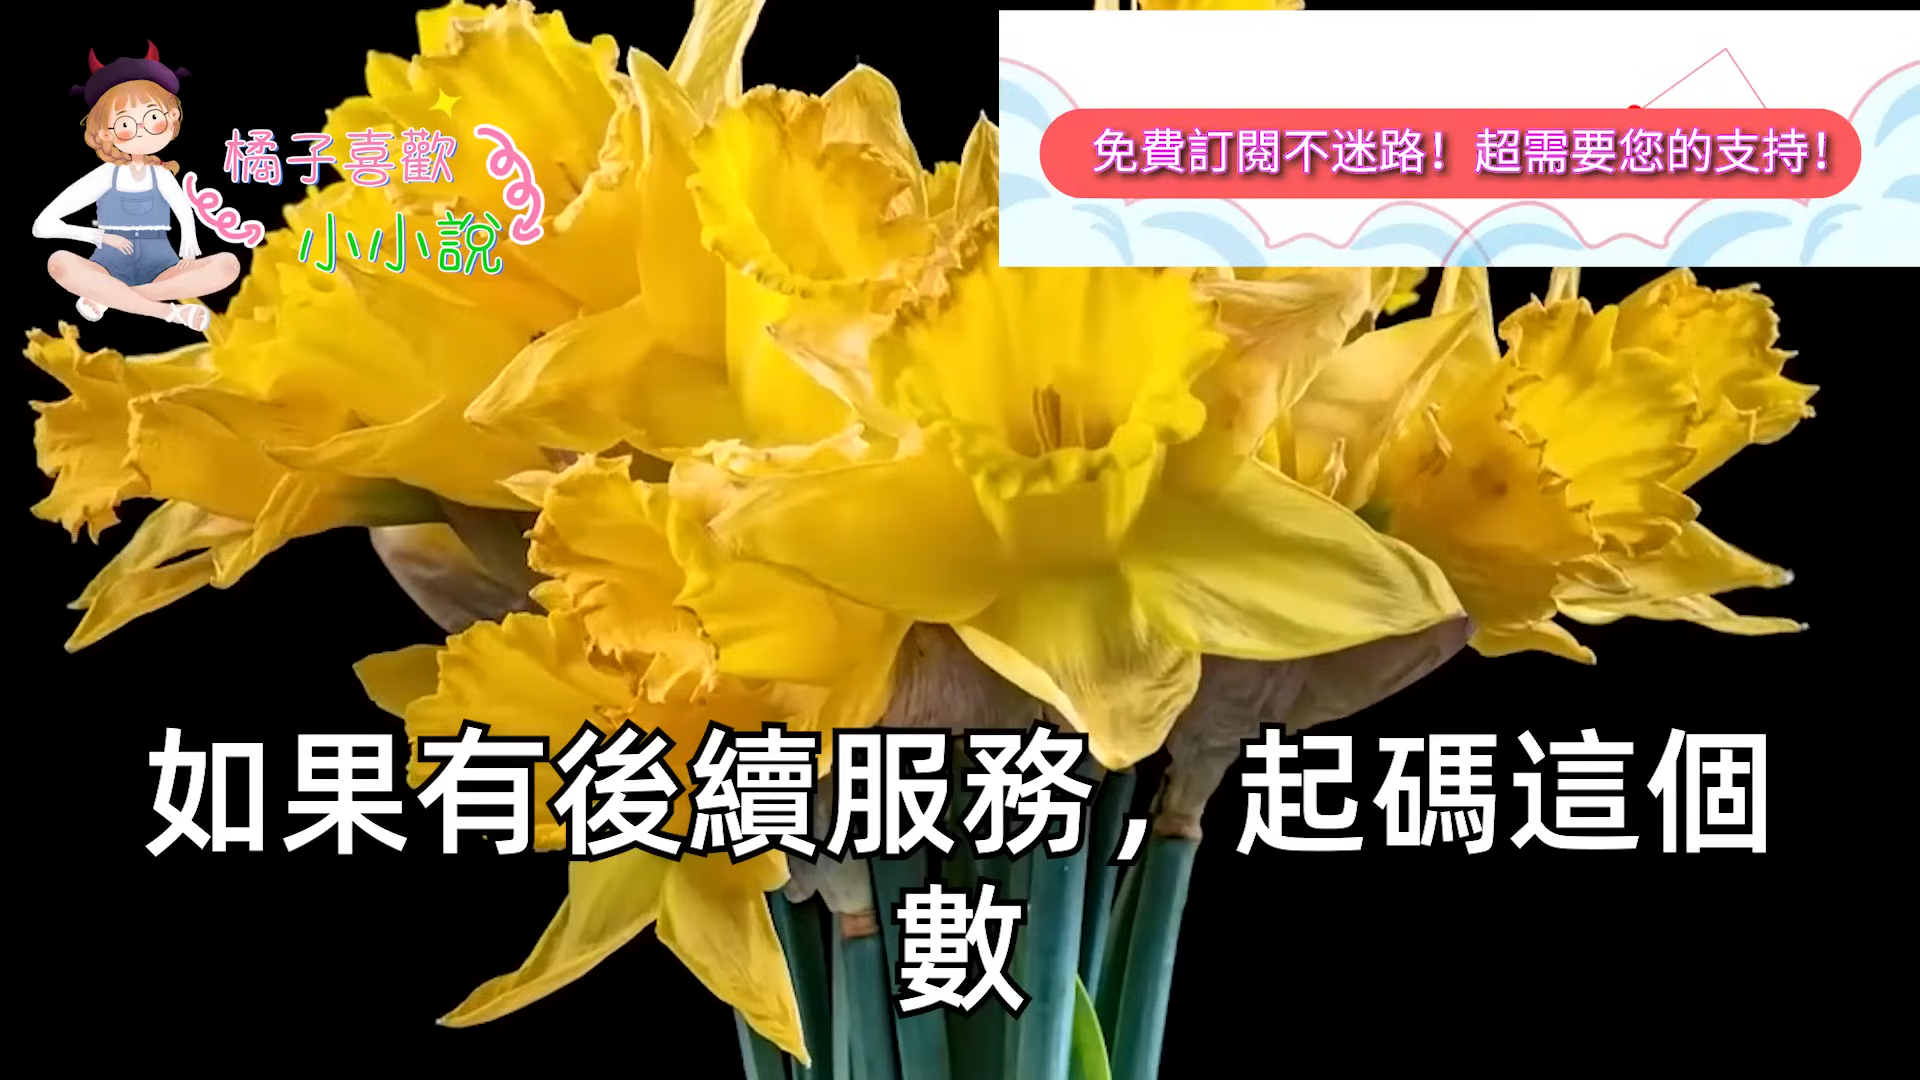 橘子喜歡
小小說
免費訂閱不迷路！超需要您的支持！
如果有後續服務，起碼這個
數